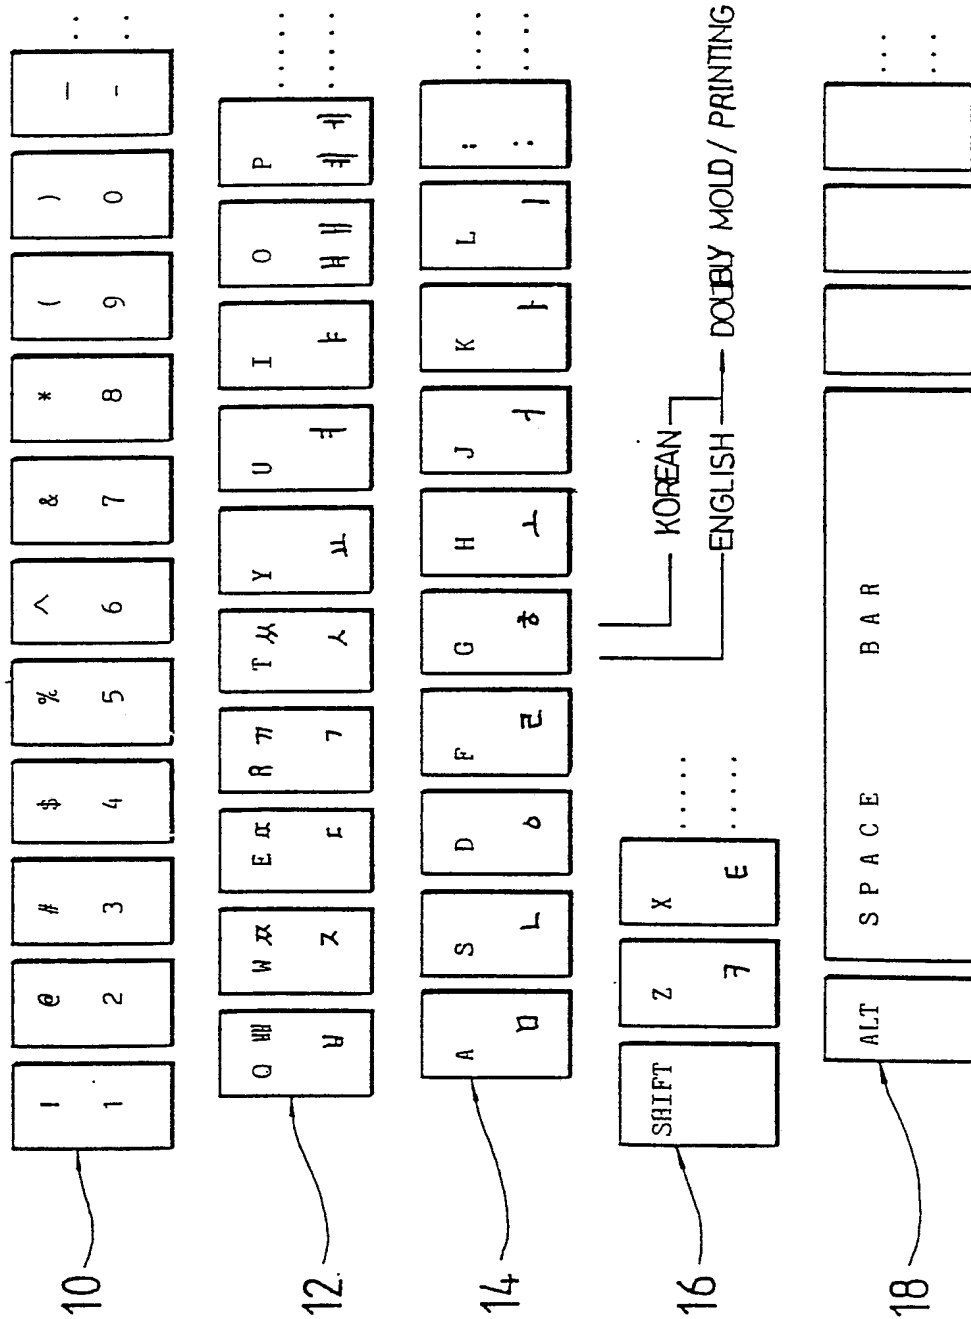 10
! @ # $ % ^ & * ( ) —
1 2 3 4 5 6 7 8 9 0 -
12
Q ㅃ W ㅉ E ㄸ R ㄲ T ㅆ Y U I O P
ㅂ ㅈ ㄷ ㄱ ㅅ ㅛ ㅕ ㅑ ㅐ ㅒ ㅖ ㅔ
14
A S D F G H J K L :
ㅁ ㄴ ㅇ ㄹ ㅎ ㅗ ㅓ ㅏ ㅣ :
16
SHIFT Z X
ㅋ ㅌ
KOREAN
ENGLISH
DOUBLY MOLD / PRINTING
18
ALT SPACE BAR